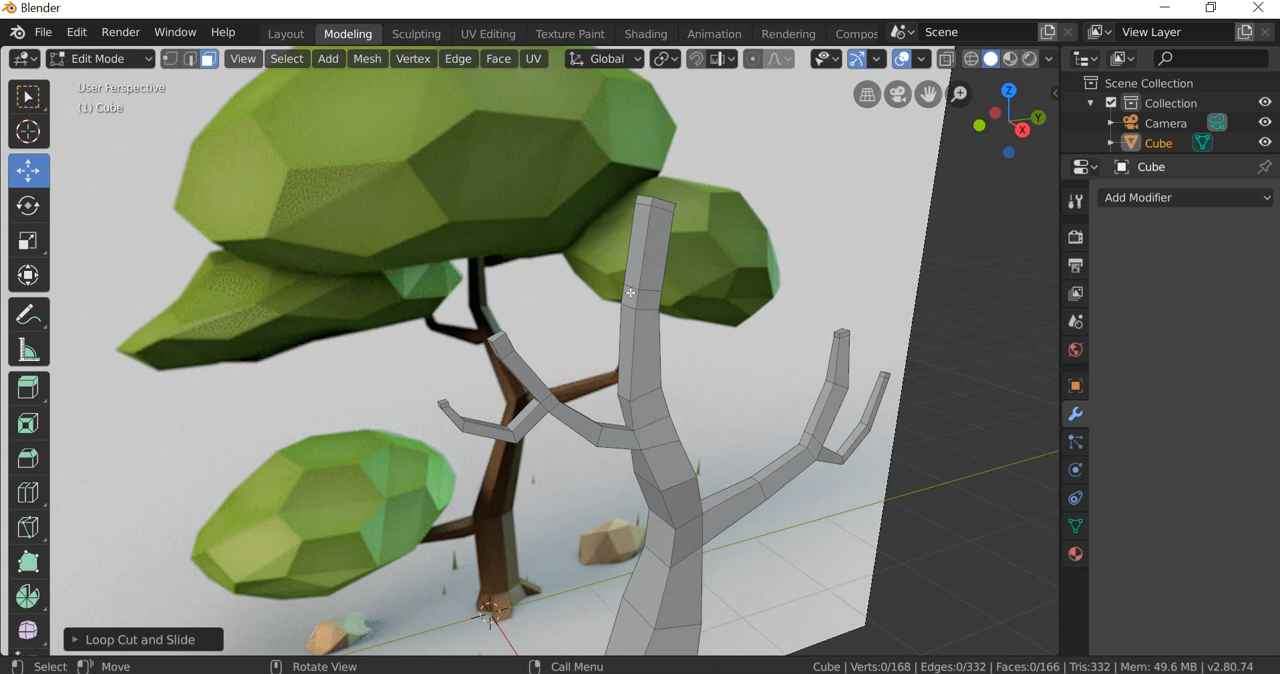 Blender
File Edit Render Window Help Layout Modeling Sculpting UV Editing Texture Paint Shading Animation Rendering Compos Scene View Layer
Edit Mode View Select Add Mesh Vertex Edge Face UV Global
User Perspective
(1) Cube
Z
Y
X
Scene Collection
Collection
Camera
Cube
Cube
Add Modifier
Loop Cut and Slide
Select Move Rotate View Call Menu Cube | Verts:0/168 | Edges:0/332 | Faces:0/166 | Tris:332 | Mem: 49.6 MB | v2.80.74